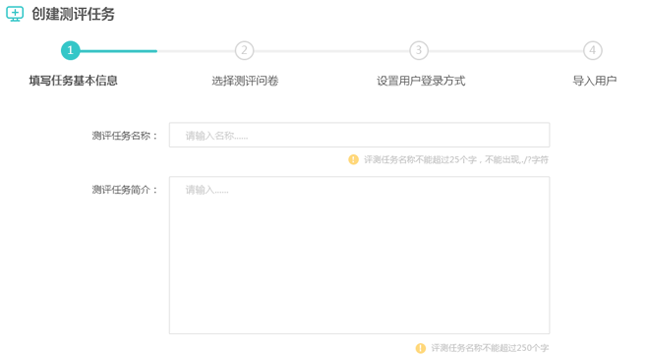 创建测评任务
1 2 3 4
填写任务基本信息 选择测评问卷 设置用户登录方式 导入用户
测评任务名称： 请输入名称......
! 评测任务名称不能超过25个字，不能出现,./?字符
测评任务简介： 请输入......
! 评测任务名称不能超过250个字